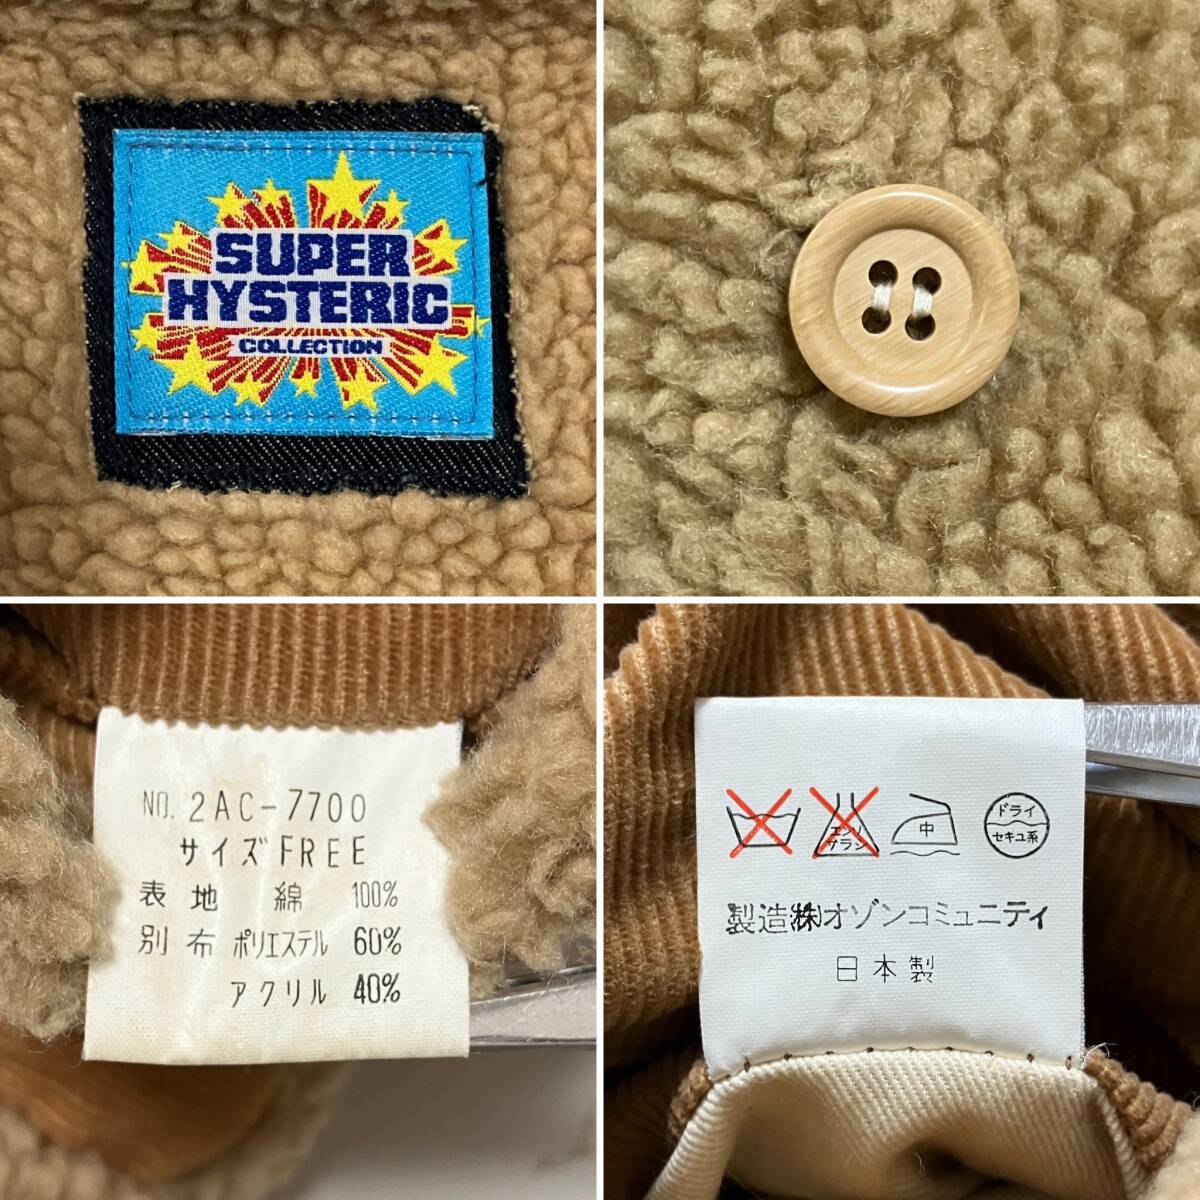 SUPER
HYSTERIC
COLLECTION
NO. 2AC-7700
サイズ FREE
表地 綿 100%
別布 ポリエステル 60%
アクリル 40%
エンソ
サラシ
中
ドライ
セキユ系
製造㈱オゾンコミュニティ
日本製